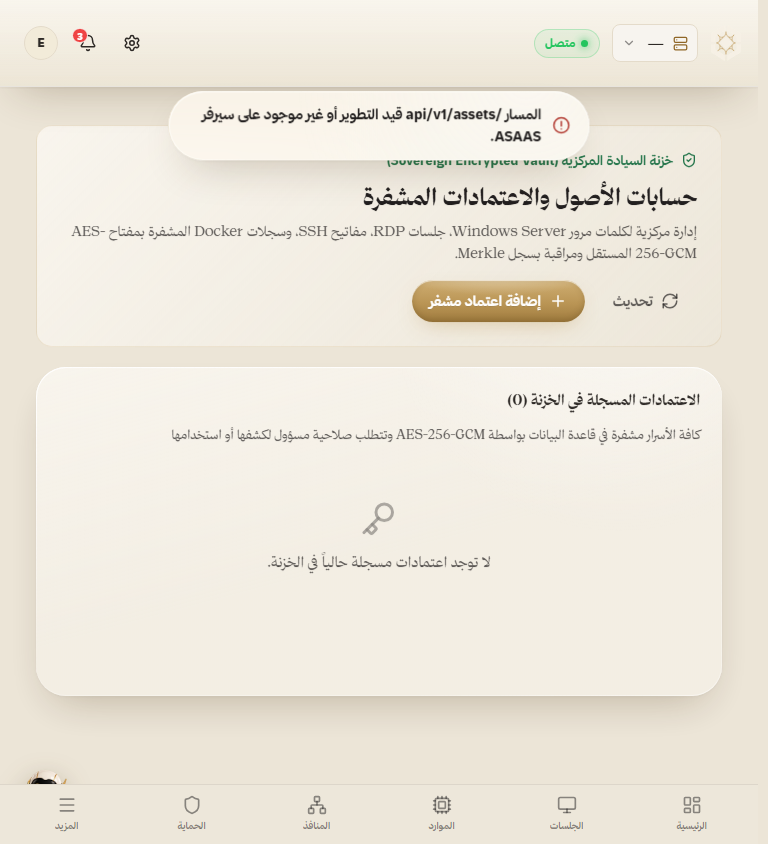 — متصل 3 E
المسار /api/v1/assets قيد التطوير أو غير موجود على سيرفر
ASAAS.
خزنة السيادة المركزية (Sovereign Encrypted Vault)
حسابات الأصول والاعتمادات المشفرة
إدارة مركزية لكلمات مرور Windows Server، جلسات RDP، مفاتيح SSH، وسجلات Docker المشفرة بمفتاح AES-
256-GCM المستقل ومراقبة بسجل Merkle.
تحديث إضافة اعتماد مشفر
الاعتمادات المسجلة في الخزنة (0)
كافة الأسرار مشفرة في قاعدة البيانات بواسطة AES-256-GCM وتتطلب صلاحية مسؤول لكشفها أو استخدامها
لا توجد اعتمادات مسجلة حالياً في الخزنة.
الرئيسية الجلسات الموارد المنافذ الحماية المزيد